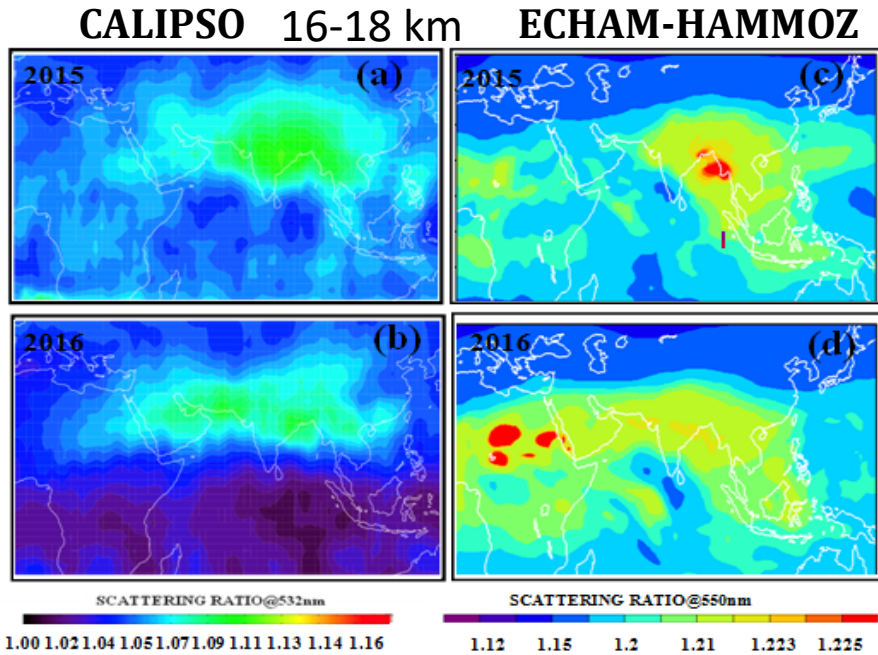 CALIPSO 16-18 km ECHAM-HAMMOZ
2015 (a)
2015 (c)
2016 (b)
2016 (d)
SCATTERING RATIO@532nm
1.00 1.02 1.04 1.05 1.07 1.09 1.11 1.13 1.14 1.16
SCATTERING RATIO@550nm
1.12 1.15 1.2 1.21 1.223 1.225